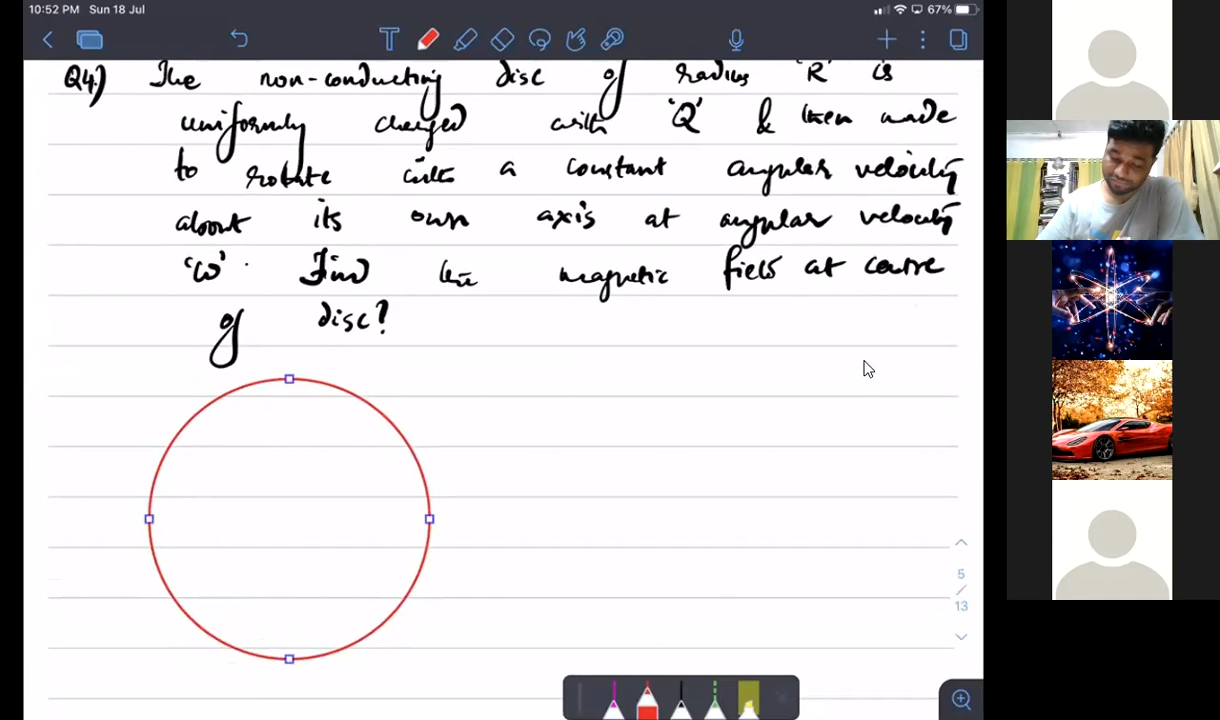 10:52 PM Sun 18 Jul
67%
Q4.) The non-conducting disc of radius 'R' is
uniformly charged with 'Q' & then made
to rotate with a constant angular velocity
about its own axis at angular velocity
'ω'. Find the magnetic field at centre
of disc?
5
13